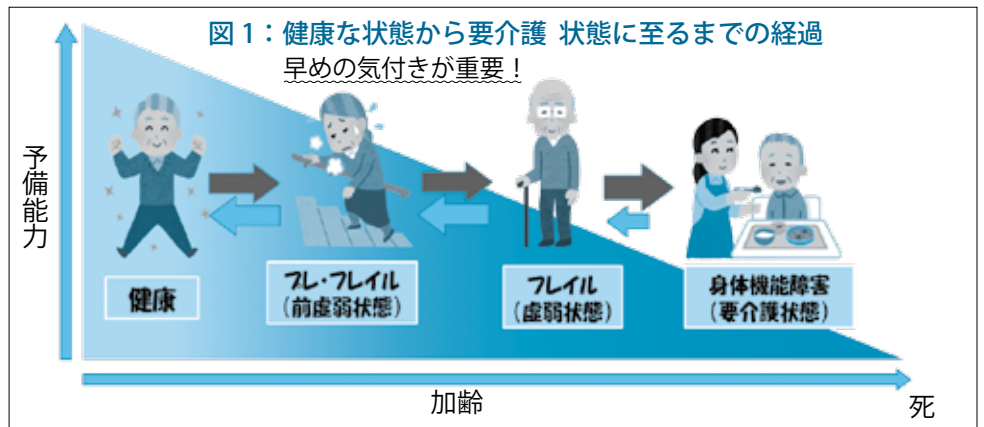 図1：健康な状態から要介護 状態に至るまでの経過
早めの気付きが重要！
予備能力
健康
プレ・フレイル
（前虚弱状態）
フレイル
（虚弱状態）
身体機能障害
（要介護状態）
加齢
死